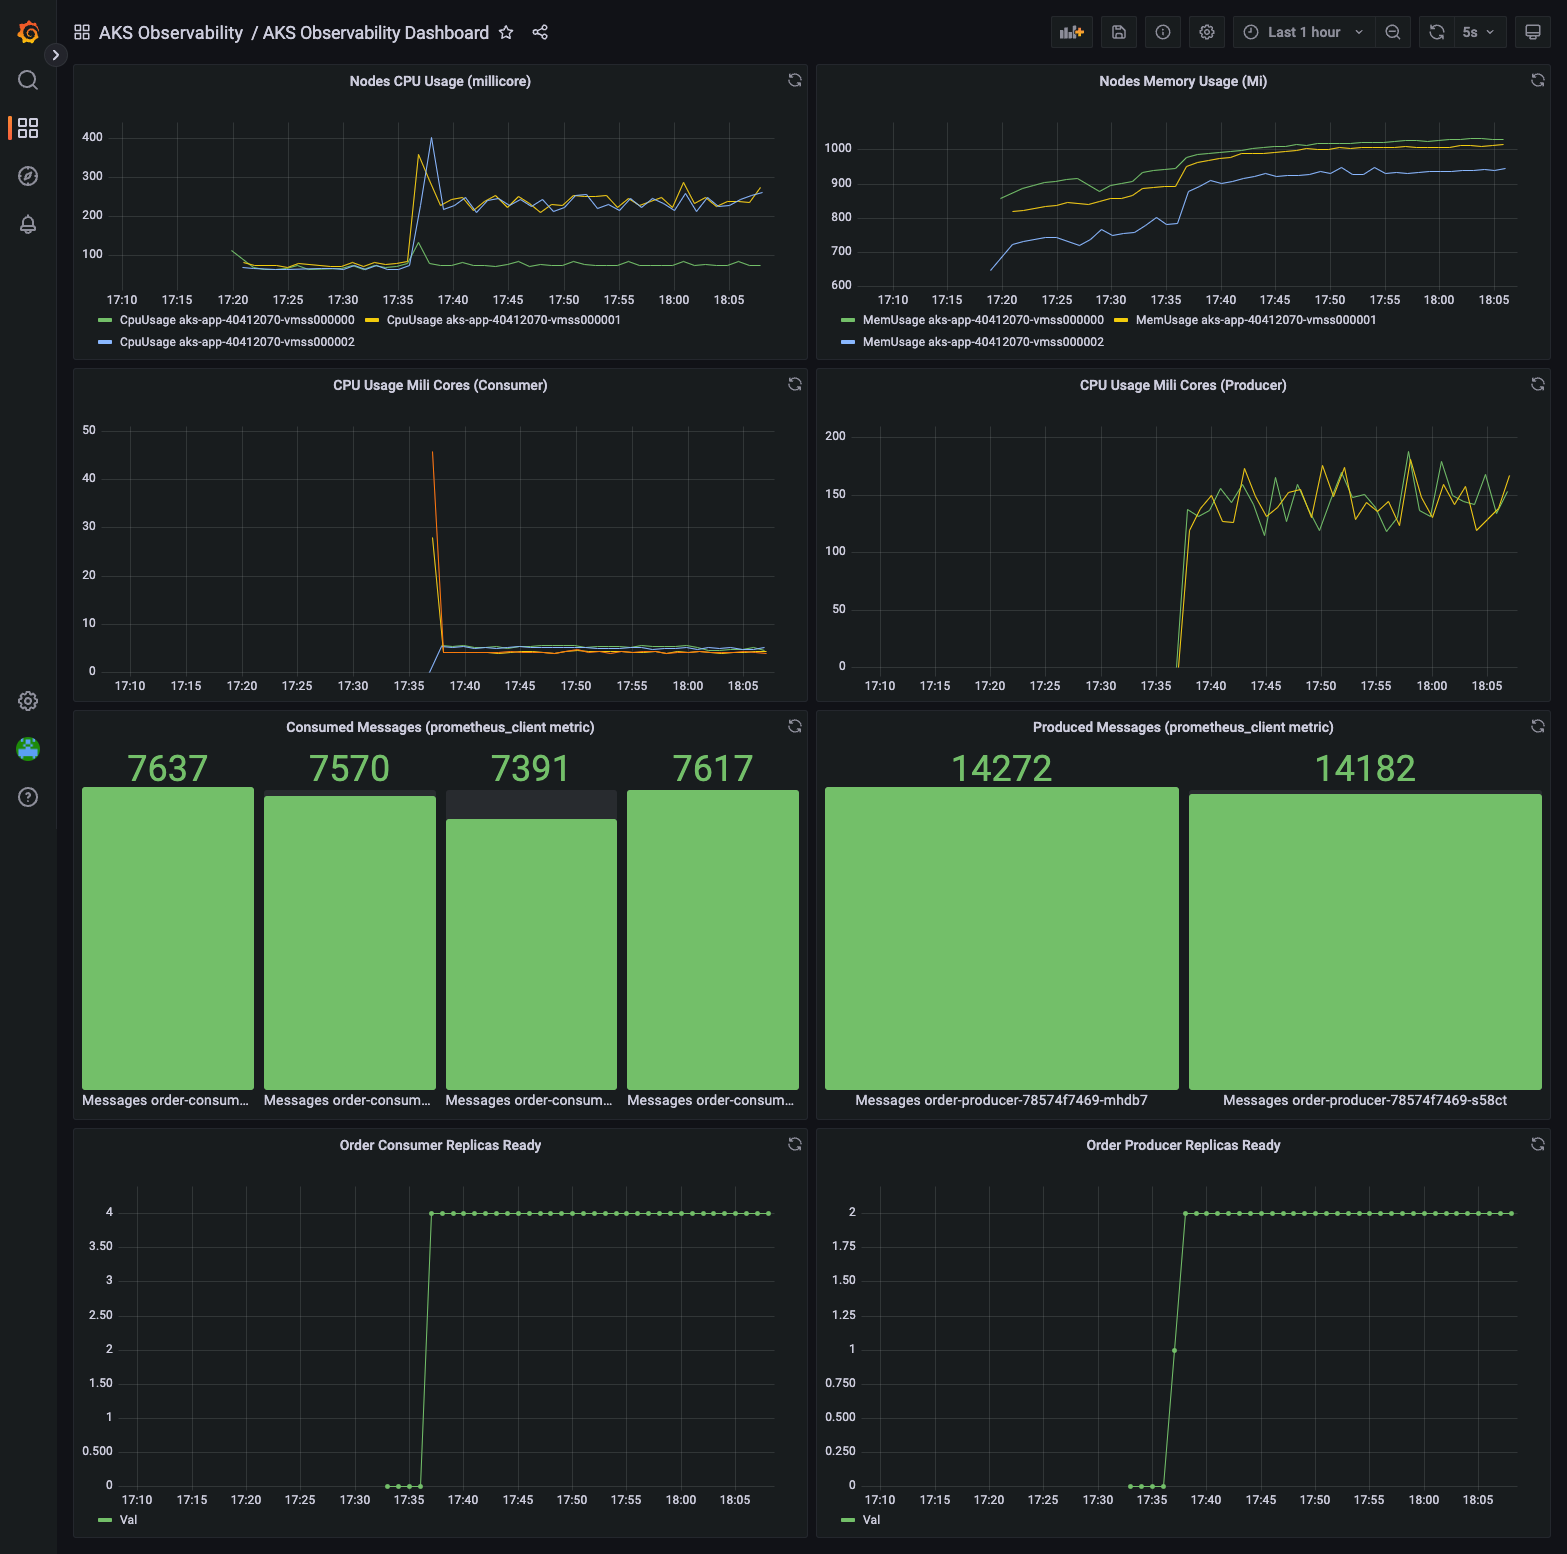 AKS Observability / AKS Observability Dashboard
Last 1 hour
5s
Nodes CPU Usage (millicore)
400
300
200
100
17:10 17:15 17:20 17:25 17:30 17:35 17:40 17:45 17:50 17:55 18:00 18:05
CpuUsage aks-app-40412070-vmss000000 CpuUsage aks-app-40412070-vmss000001
CpuUsage aks-app-40412070-vmss000002
Nodes Memory Usage (Mi)
1000
900
800
700
600
17:10 17:15 17:20 17:25 17:30 17:35 17:40 17:45 17:50 17:55 18:00 18:05
MemUsage aks-app-40412070-vmss000000 MemUsage aks-app-40412070-vmss000001
MemUsage aks-app-40412070-vmss000002
CPU Usage Mili Cores (Consumer)
50
40
30
20
10
0
17:10 17:15 17:20 17:25 17:30 17:35 17:40 17:45 17:50 17:55 18:00 18:05
CPU Usage Mili Cores (Producer)
200
150
100
50
0
17:10 17:15 17:20 17:25 17:30 17:35 17:40 17:45 17:50 17:55 18:00 18:05
Consumed Messages (prometheus_client metric)
7637 7570 7391 7617
Messages order-consum... Messages order-consum... Messages order-consum... Messages order-consum...
Produced Messages (prometheus_client metric)
14272 14182
Messages order-producer-78574f7469-mhdb7 Messages order-producer-78574f7469-s58ct
Order Consumer Replicas Ready
4
3.50
3
2.50
2
1.50
1
0.500
0
17:10 17:15 17:20 17:25 17:30 17:35 17:40 17:45 17:50 17:55 18:00 18:05
Val
Order Producer Replicas Ready
2
1.75
1.50
1.25
1
0.750
0.500
0.250
0
17:10 17:15 17:20 17:25 17:30 17:35 17:40 17:45 17:50 17:55 18:00 18:05
Val